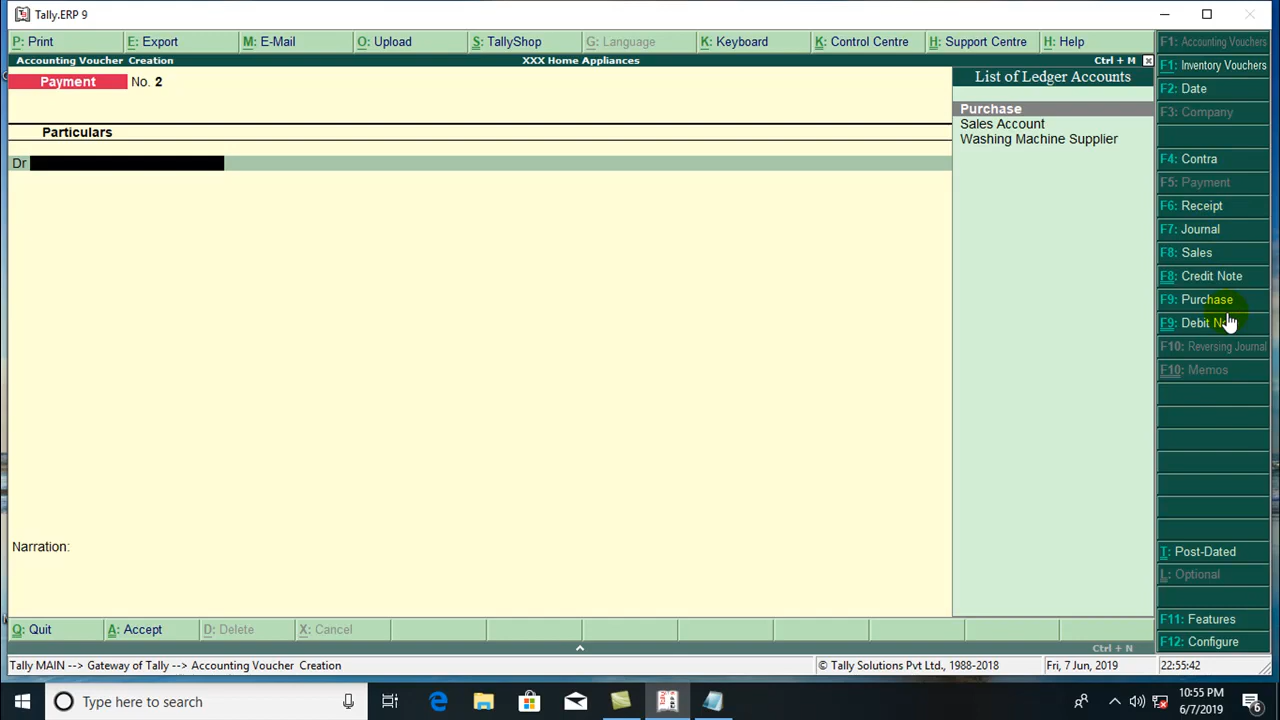 Tally.ERP 9
P: Print
E: Export
M: E-Mail
O: Upload
S: TallyShop
G: Language
K: Keyboard
K: Control Centre
H: Support Centre
H: Help
F1: Accounting Vouchers
Accounting Voucher Creation
XXX Home Appliances
Ctrl + M
F1: Inventory Vouchers
Payment No. 2
List of Ledger Accounts
F2: Date
Purchase
F3: Company
Sales Account
Particulars
Washing Machine Supplier
Dr
F4: Contra
F5: Payment
F6: Receipt
F7: Journal
F8: Sales
F8: Credit Note
F9: Purchase
F9: Debit
F10: Reversing Journal
F10: Memos
Narration:
T: Post-Dated
L: Optional
F11: Features
Q: Quit
A: Accept
D: Delete
X: Cancel
F12: Configure
Ctrl + N
Tally MAIN --> Gateway of Tally --> Accounting Voucher Creation
© Tally Solutions Pvt Ltd., 1988-2018
Fri, 7 Jun, 2019
22:55:42
Type here to search
10:55 PM
6/7/2019
6